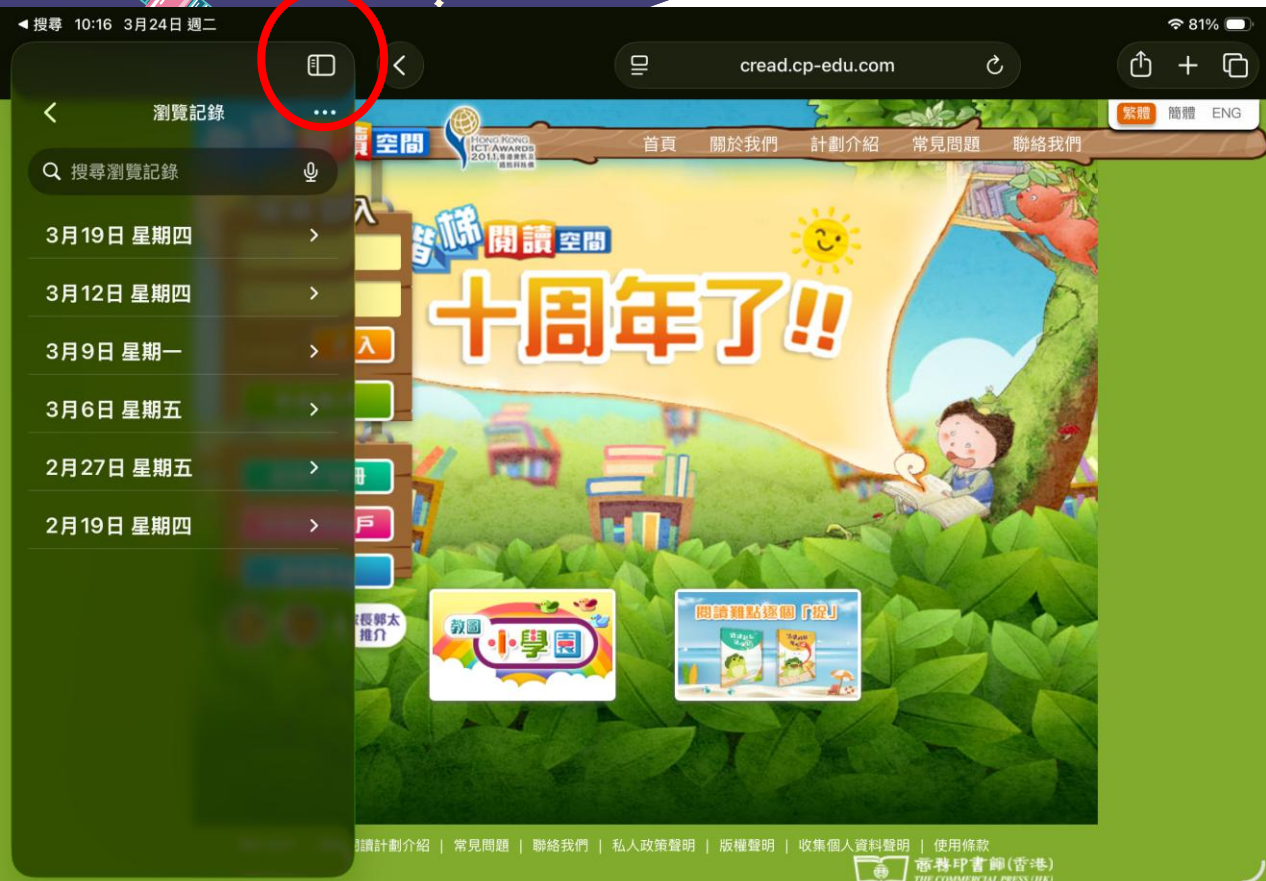 ◀搜尋 10:16 3月24日 週二
81%
cread.cp-edu.com
瀏覽記錄
搜尋瀏覽記錄
3月19日 星期四
3月12日 星期四
3月9日 星期一
3月6日 星期五
2月27日 星期五
2月19日 星期四
空間
HONG KONG
ICT AWARDS
2011
首頁 關於我們 計劃介紹 常見問題 聯絡我們
繁體 簡體 ENG
入
階梯閱讀空間
十周年了!!
入
戶
校長郭太
推介
教圖
小學園
閱讀難點逐個「捉」
閱讀計劃介紹 | 常見問題 | 聯絡我們 | 私人政策聲明 | 版權聲明 | 收集個人資料聲明 | 使用條款
商務印書館(香港)
THE COMMERCIAL PRESS (HK)